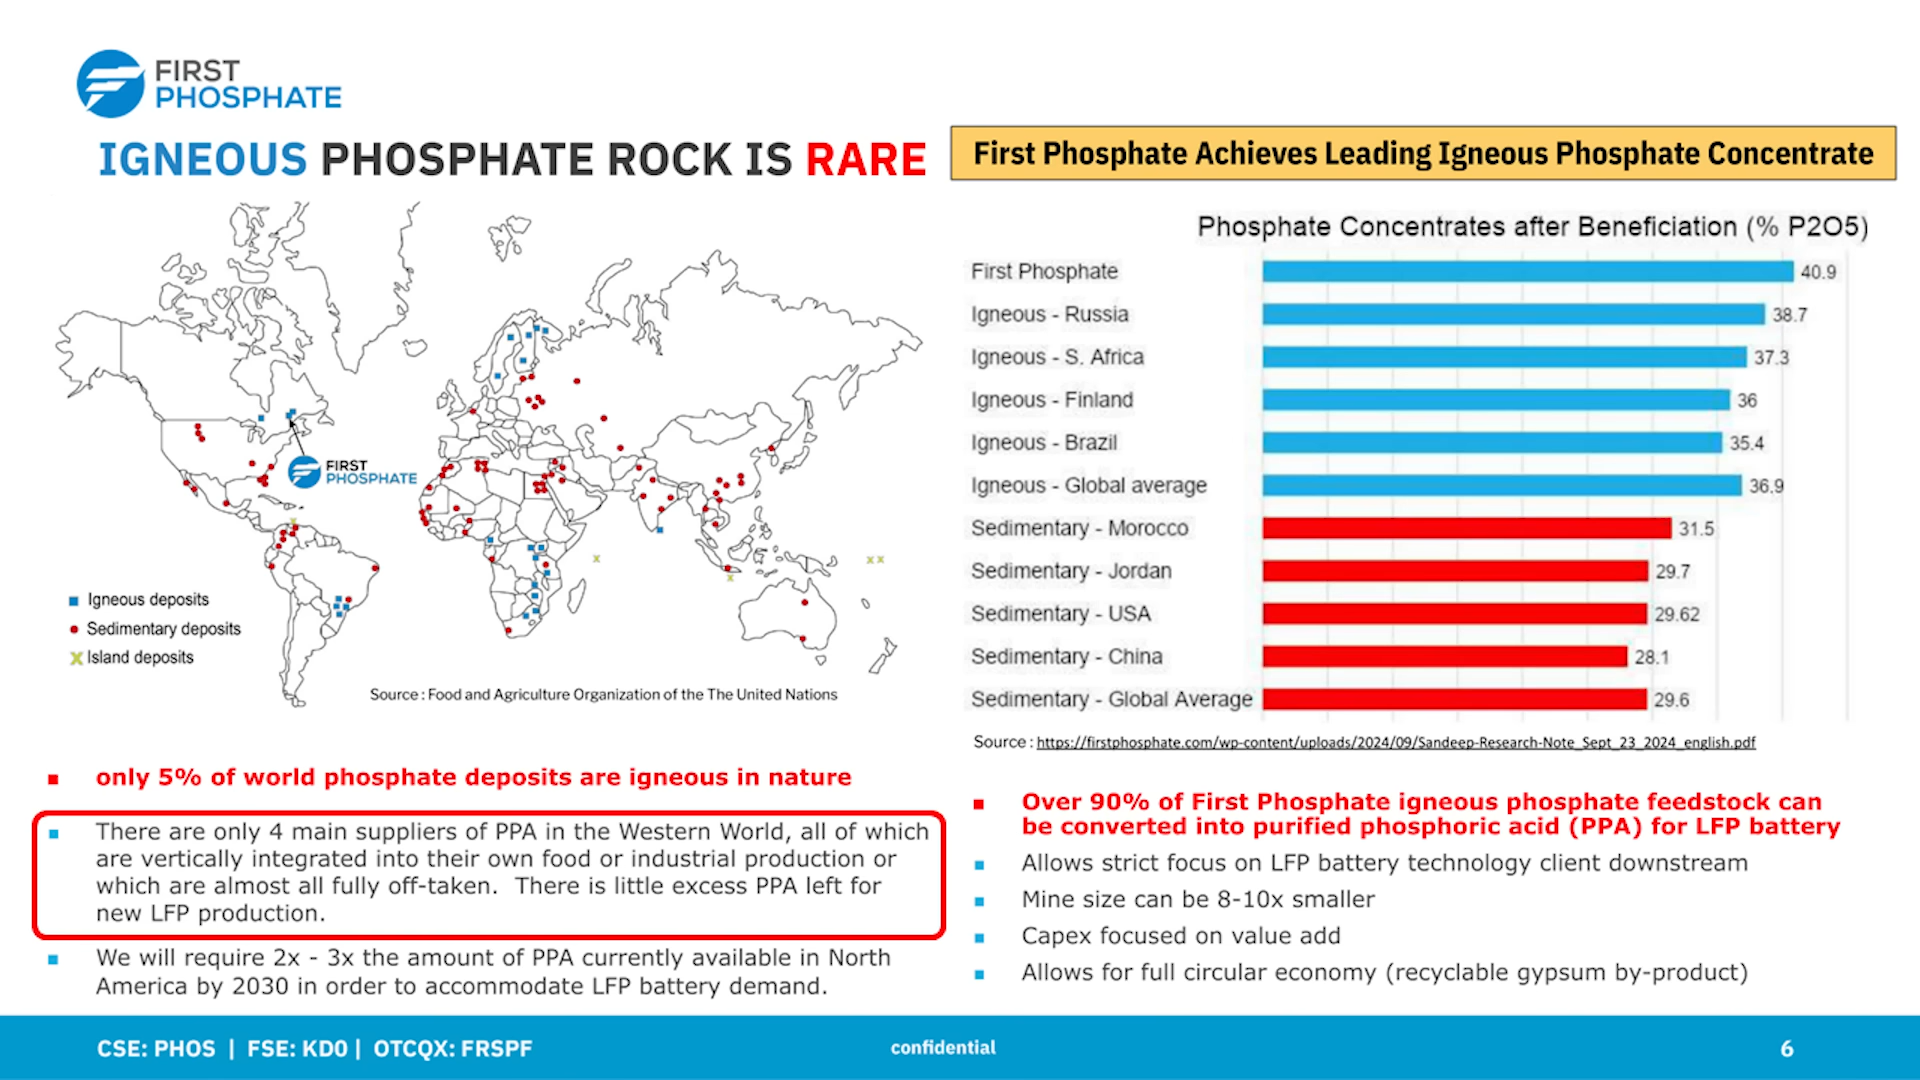 FIRST
PHOSPHATE
IGNEOUS PHOSPHATE ROCK IS RARE
First Phosphate Achieves Leading Igneous Phosphate Concentrate
FIRST
PHOSPHATE
Igneous deposits
Sedimentary deposits
Island deposits
Source : Food and Agriculture Organization of the The United Nations
Phosphate Concentrates after Beneficiation (% P2O5)
First Phosphate 40.9
Igneous - Russia 38.7
Igneous - S. Africa 37.3
Igneous - Finland 36
Igneous - Brazil 35.4
Igneous - Global average 36.9
Sedimentary - Morocco 31.5
Sedimentary - Jordan 29.7
Sedimentary - USA 29.62
Sedimentary - China 28.1
Sedimentary - Global Average 29.6
Source : https://firstphosphate.com/wp-content/uploads/2024/09/Sandeep-Research-Note_Sept_23_2024_english.pdf
only 5% of world phosphate deposits are igneous in nature
There are only 4 main suppliers of PPA in the Western World, all of which
are vertically integrated into their own food or industrial production or
which are almost all fully off-taken. There is little excess PPA left for
new LFP production.
We will require 2x - 3x the amount of PPA currently available in North
America by 2030 in order to accommodate LFP battery demand.
Over 90% of First Phosphate igneous phosphate feedstock can
be converted into purified phosphoric acid (PPA) for LFP battery
Allows strict focus on LFP battery technology client downstream
Mine size can be 8-10x smaller
Capex focused on value add
Allows for full circular economy (recyclable gypsum by-product)
CSE: PHOS | FSE: KD0 | OTCQX: FRSPF
confidential
6